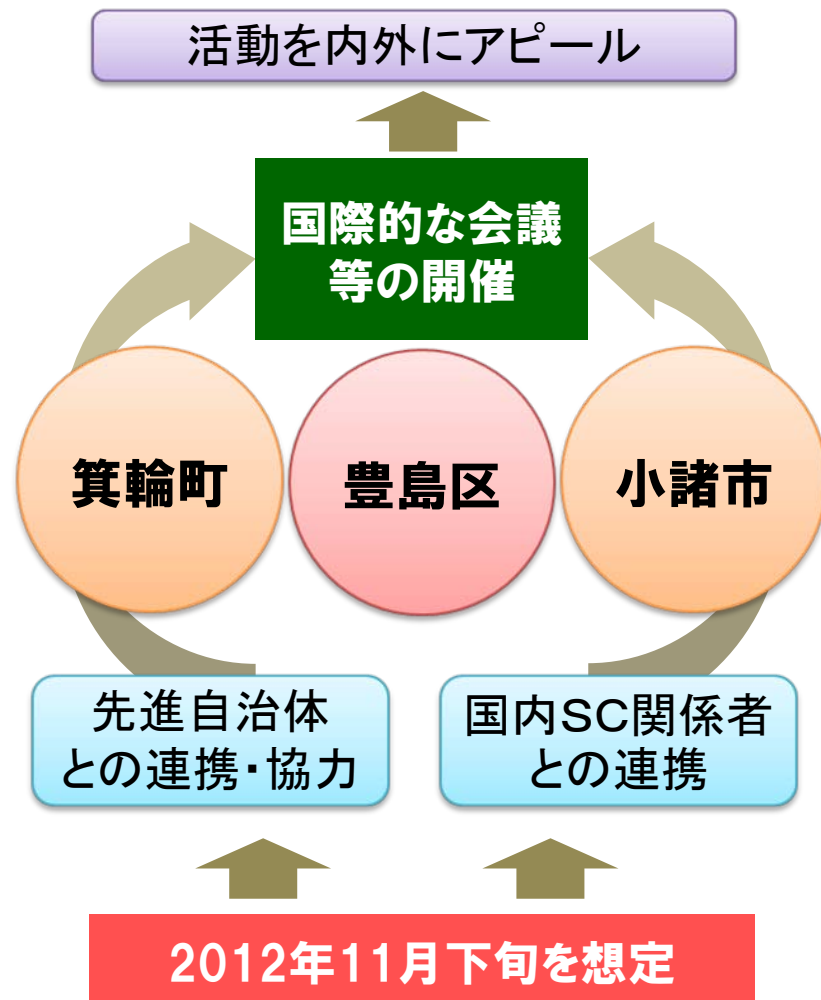 活動を内外にアピール
国際的な会議
等の開催
箕輪町
豊島区
小諸市
先進自治体
との連携・協力
国内SC関係者
との連携
2012年11月下旬を想定